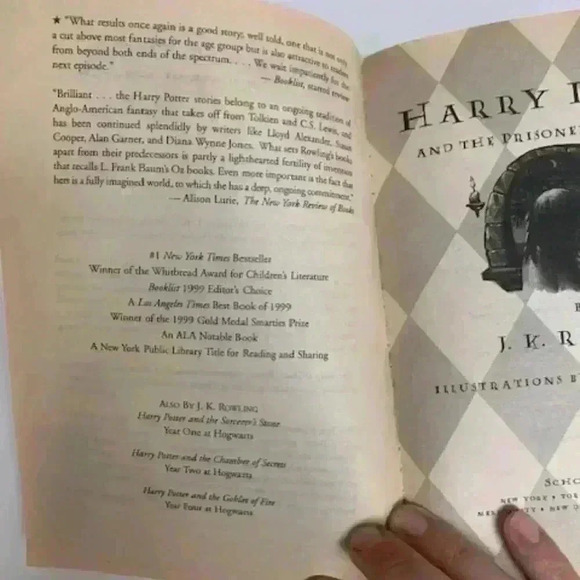 ★ "What results once again is a good story, well told, one that is not only
a cut above most fantasies for the age group but is also attractive to readers
from beyond both ends of the spectrum. . . . We wait impatiently for the
next episode."
— Booklist, starred review
"Brilliant . . . the Harry Potter stories belong to an ongoing tradition of
Anglo-American fantasy that takes off from Tolkien and C.S. Lewis, and
has been continued splendidly by writers like Lloyd Alexander, Susan
Cooper, Alan Garner, and Diana Wynne Jones. What sets Rowling's books
apart from their predecessors is partly a lighthearted fertility of invention
that recalls L. Frank Baum's Oz books. Even more important is the fact that
hers is a fully imagined world, to which she has a deep, ongoing commitment."
— Alison Lurie, The New York Review of Books
#1 New York Times Bestseller
Winner of the Whitbread Award for Children's Literature
Booklist 1999 Editor's Choice
A Los Angeles Times Best Book of 1999
Winner of the 1999 Gold Medal Smarties Prize
An ALA Notable Book
A New York Public Library Title for Reading and Sharing
ALSO BY J. K. ROWLING
Harry Potter and the Sorcerer's Stone
Year One at Hogwarts
Harry Potter and the Chamber of Secrets
Year Two at Hogwarts
Harry Potter and the Goblet of Fire
Year Four at Hogwarts
HARRY
AND THE PRISONE
J. K. R
ILLUSTRATIONS B
SCHO
NEW YORK • TOR